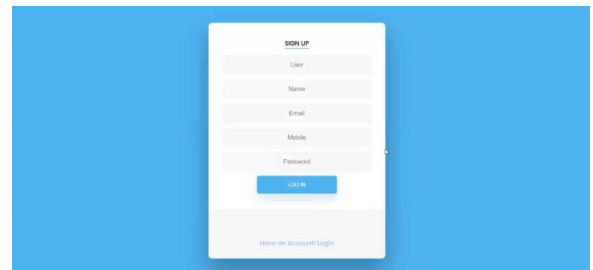 SIGN UP
User
Name
Email
Mobile
Password
LOG IN
Have an Account! Login